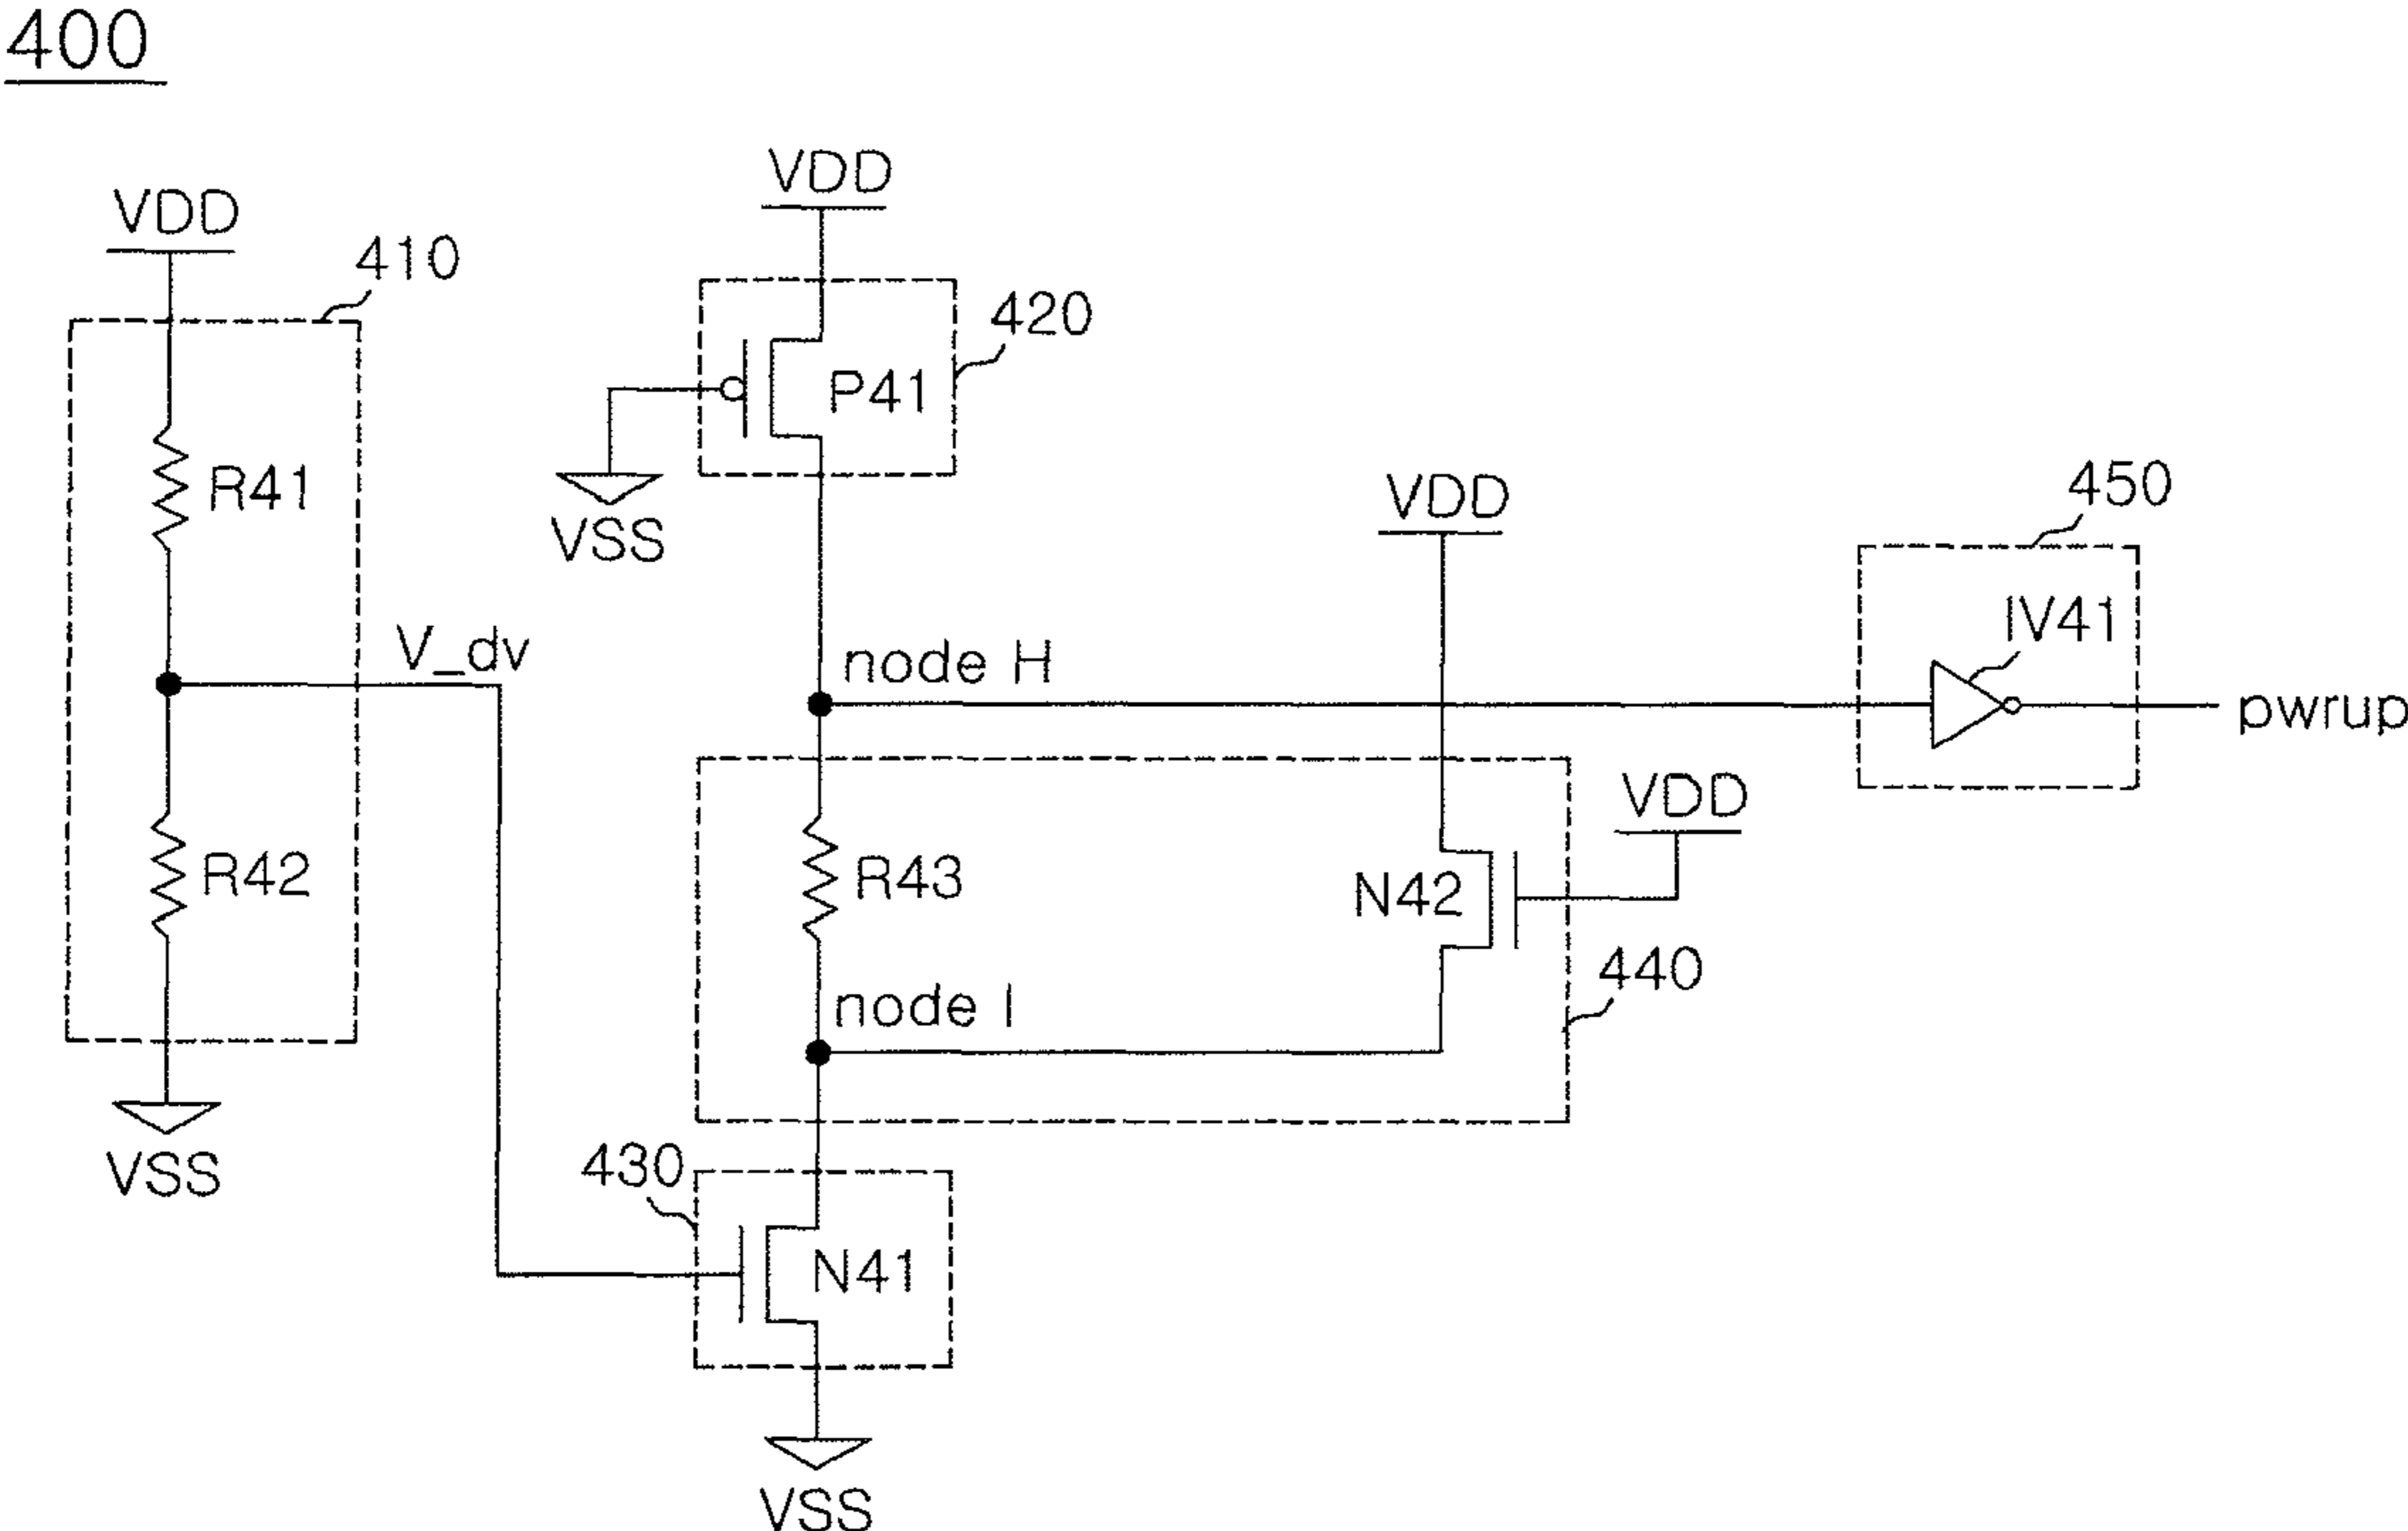 400
VDD
VDD
410
420
P41
R41
VSS
VDD
450
IV41
V_dv
node H
pwrup
VDD
R42
R43
N42
440
node I
VSS
430
N41
VSS